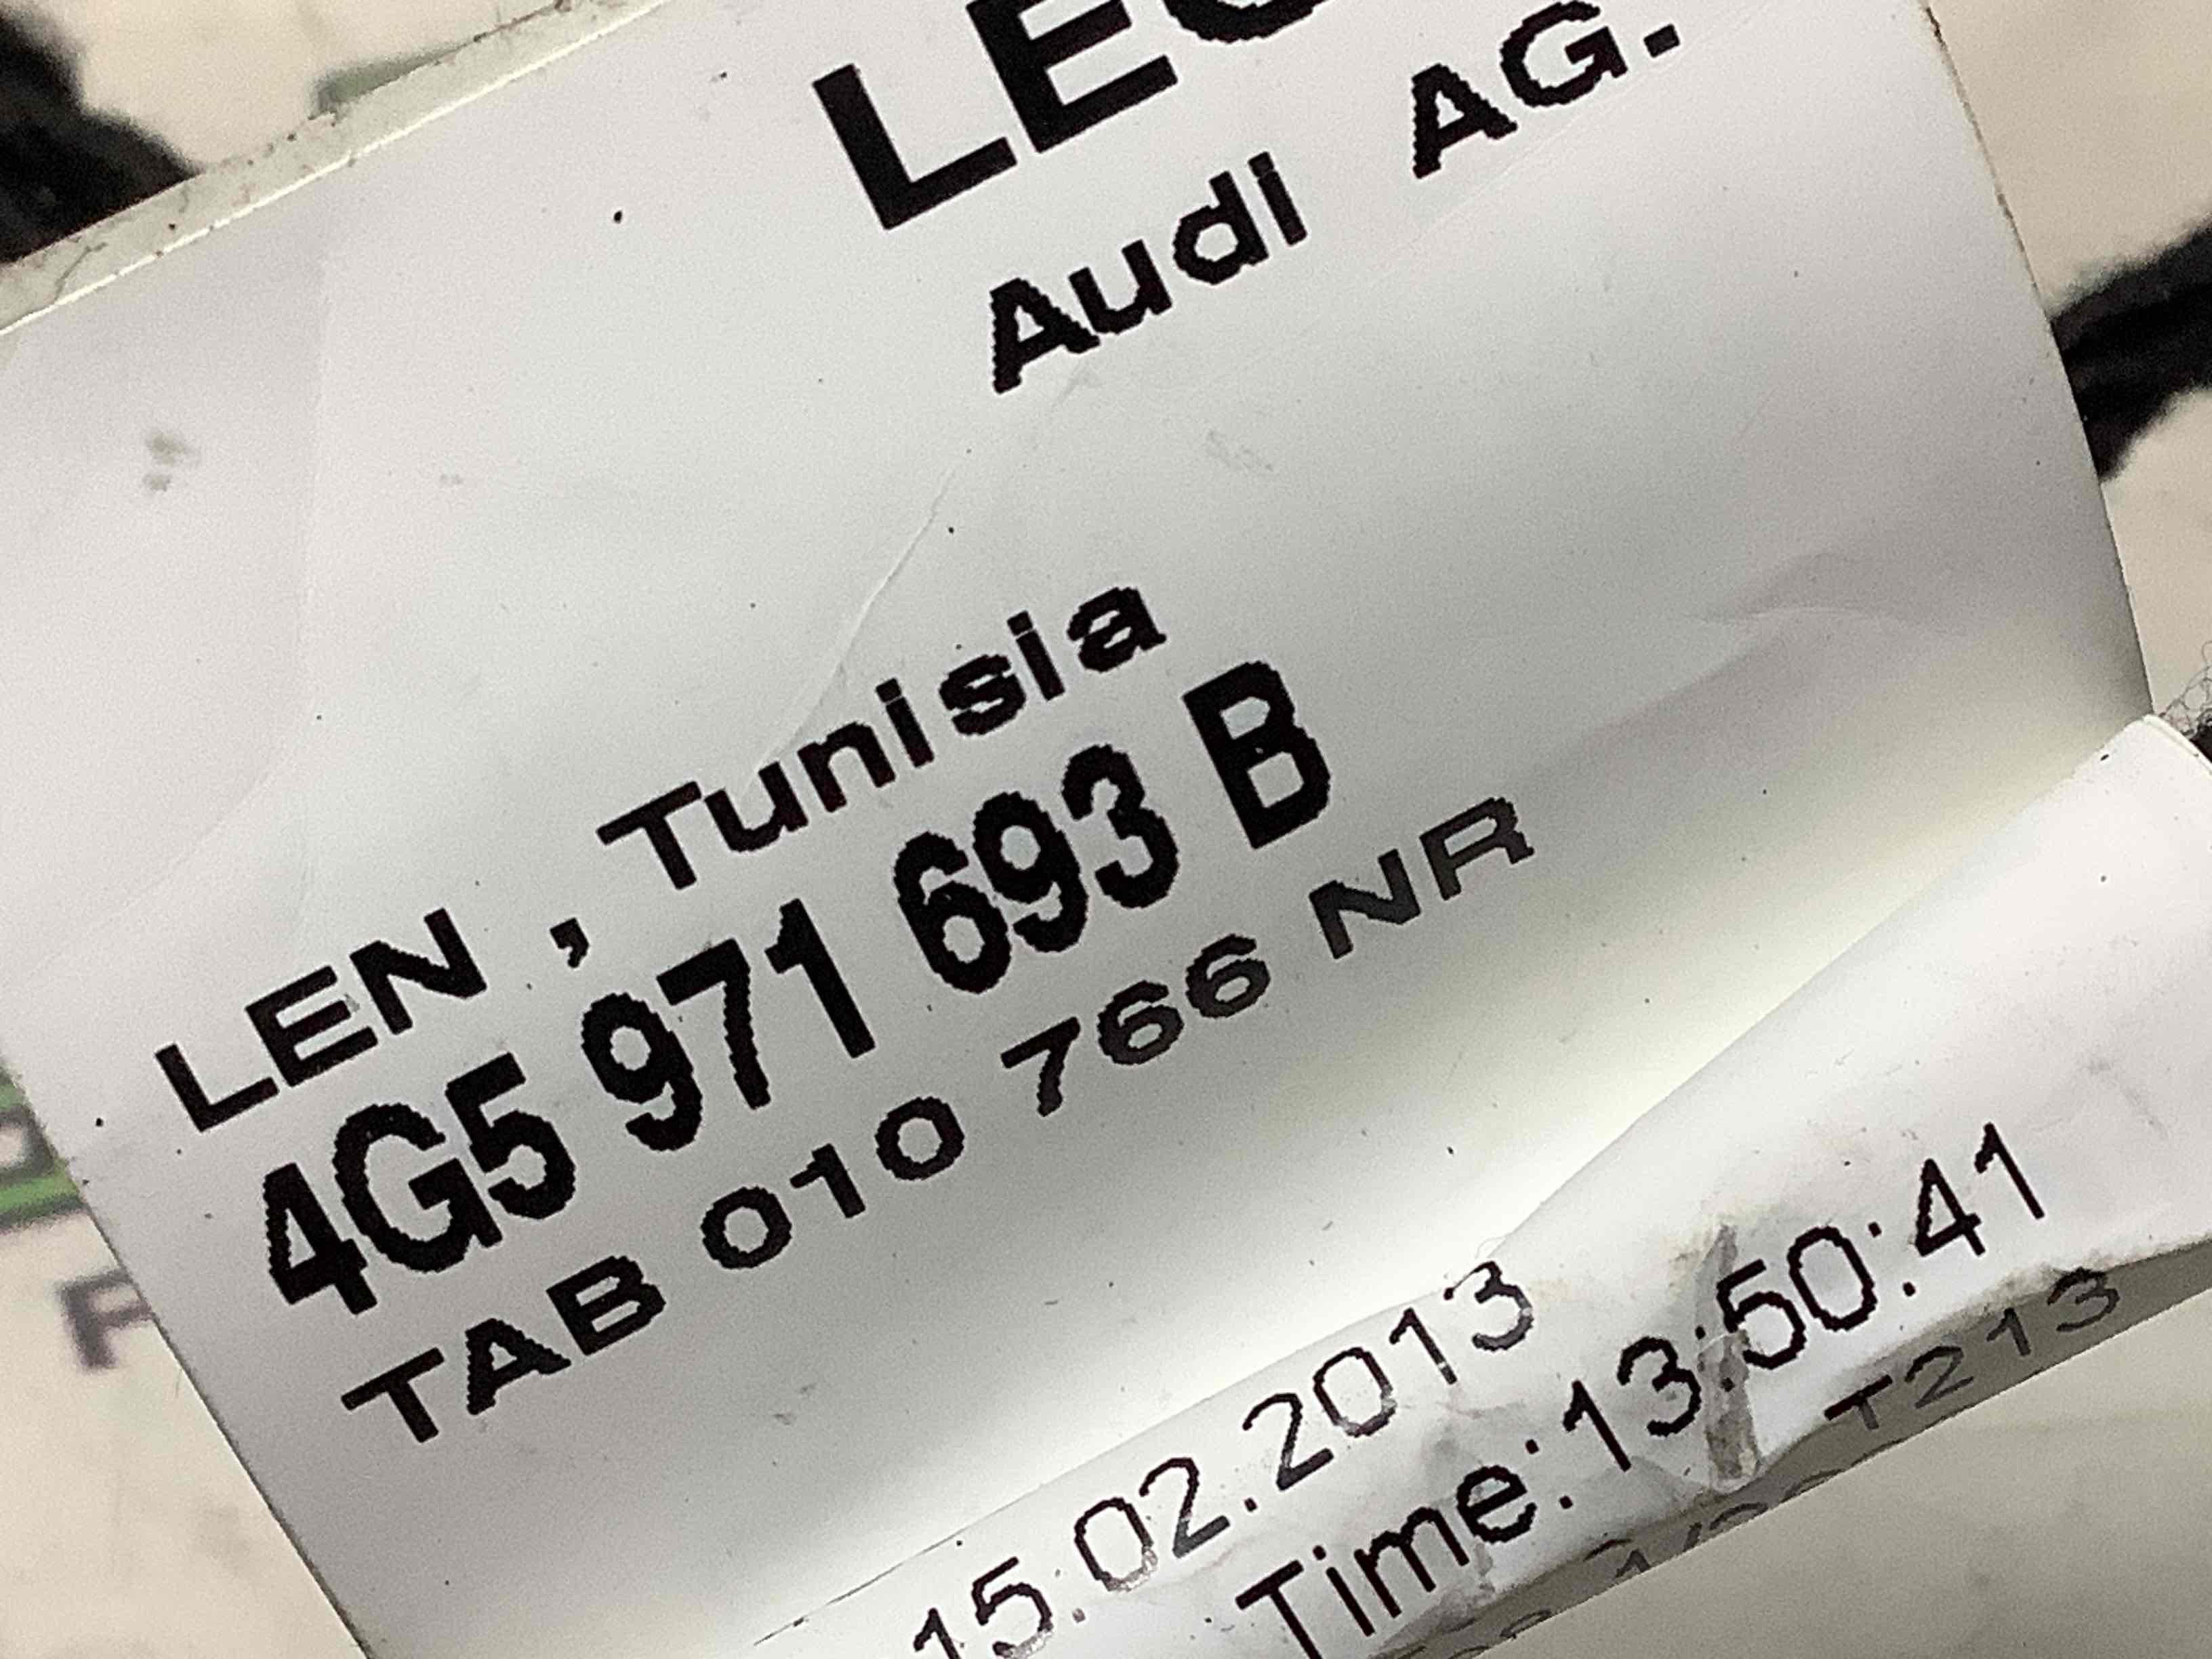 Audi AG.
LEN , Tunisia
4G5 971 693 B
TAB 010 766 NR
15.02.2013
Time:13:50:41
T213